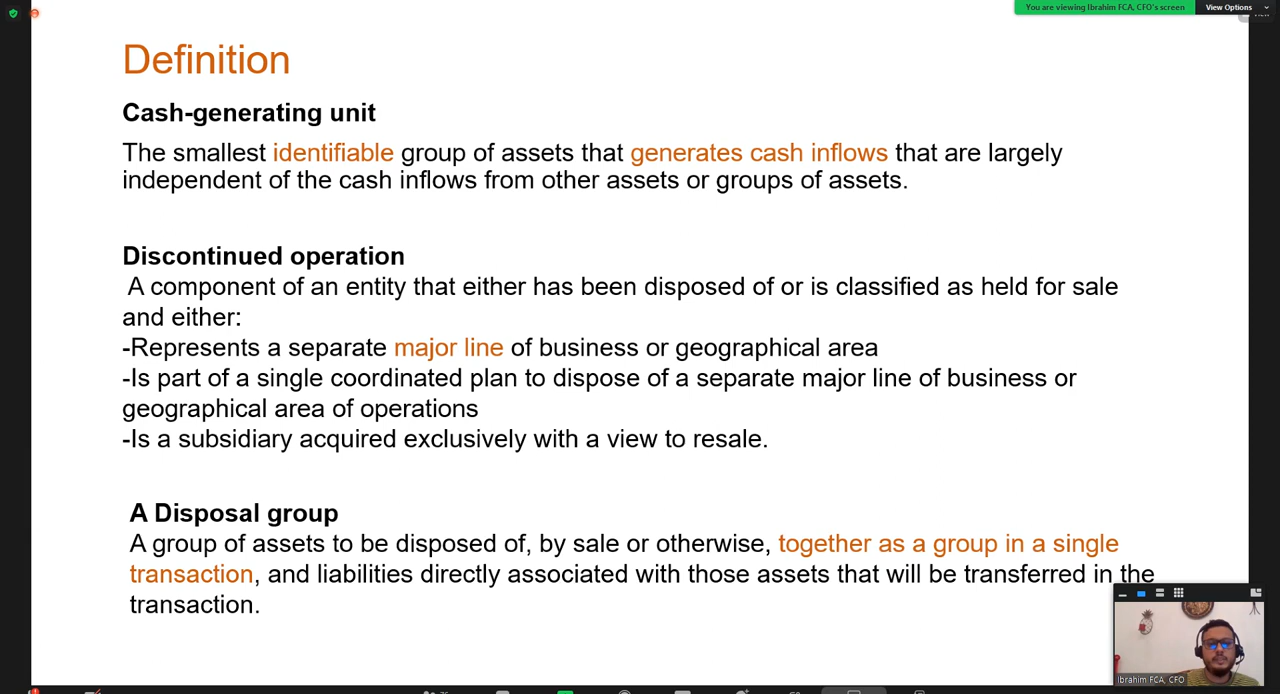 You are viewing Ibrahim FCA, CFO's screen
View Options
View
Definition
Cash-generating unit
The smallest identifiable group of assets that generates cash inflows that are largely
independent of the cash inflows from other assets or groups of assets.
Discontinued operation
A component of an entity that either has been disposed of or is classified as held for sale
and either:
-Represents a separate major line of business or geographical area
-Is part of a single coordinated plan to dispose of a separate major line of business or
geographical area of operations
-Is a subsidiary acquired exclusively with a view to resale.
A Disposal group
A group of assets to be disposed of, by sale or otherwise, together as a group in a single
transaction, and liabilities directly associated with those assets that will be transferred in the
transaction.
Ibrahim FCA, CFO